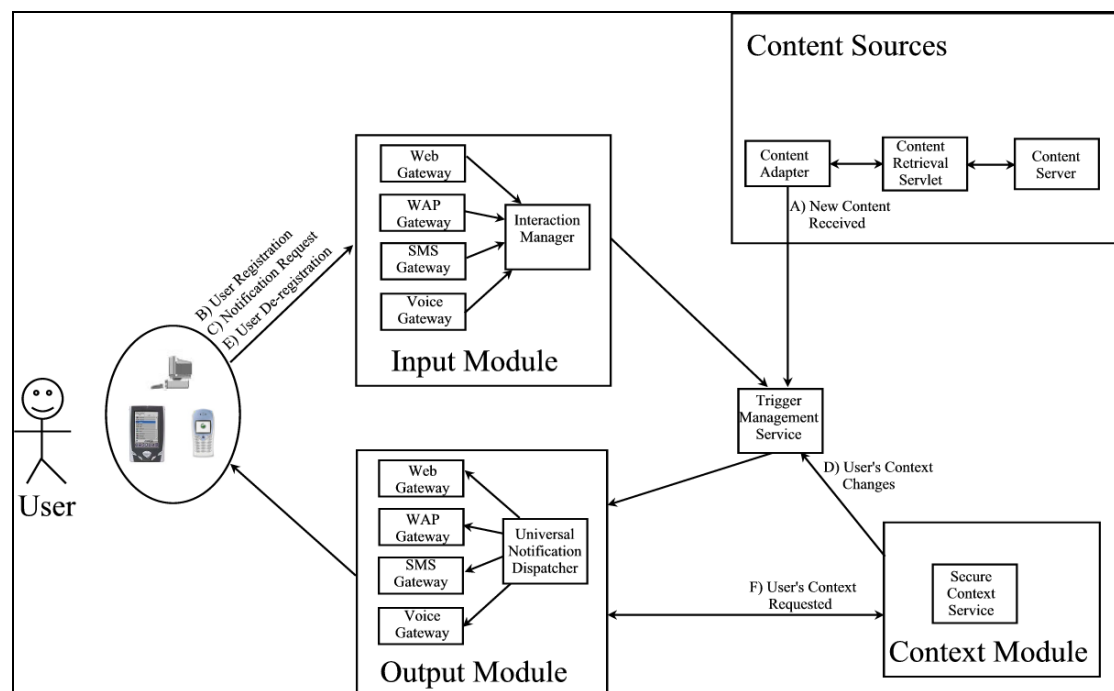 Content Sources
Content
Adapter
Content
Retrieval
Servlet
Content
Server
A) New Content
Received
Web
Gateway
WAP
Gateway
SMS
Gateway
Voice
Gateway
Interaction
Manager
Input Module
B) User Registration
C) Notification Request
E) User De-registration
User
Trigger
Management
Service
D) User's Context
Changes
Web
Gateway
WAP
Gateway
SMS
Gateway
Voice
Gateway
Universal
Notification
Dispatcher
Output Module
F) User's Context
Requested
Secure
Context
Service
Context Module